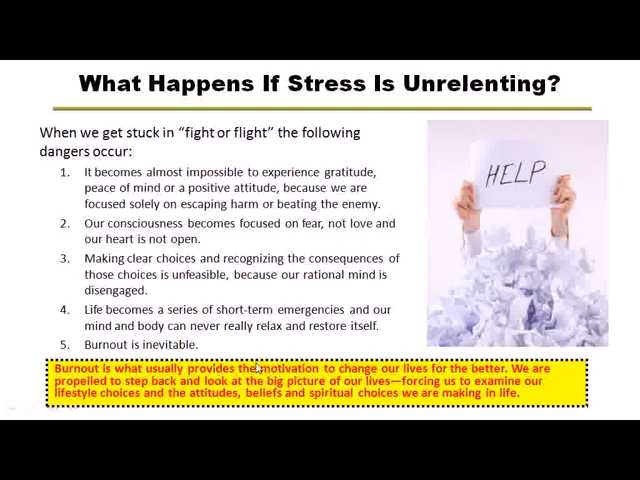 What Happens If Stress Is Unrelenting?
When we get stuck in “fight or flight” the following
dangers occur:
1. It becomes almost impossible to experience gratitude,
peace of mind or a positive attitude, because we are
focused solely on escaping harm or beating the enemy.
2. Our consciousness becomes focused on fear, not love and
our heart is not open.
3. Making clear choices and recognizing the consequences of
those choices is unfeasible, because our rational mind is
disengaged.
4. Life becomes a series of short-term emergencies and our
mind and body can never really relax and restore itself.
5. Burnout is inevitable.
HELP
Burnout is what usually provides the motivation to change our lives for the better. We are
propelled to step back and look at the big picture of our lives—forcing us to examine our
lifestyle choices and the attitudes, beliefs and spiritual choices we are making in life.